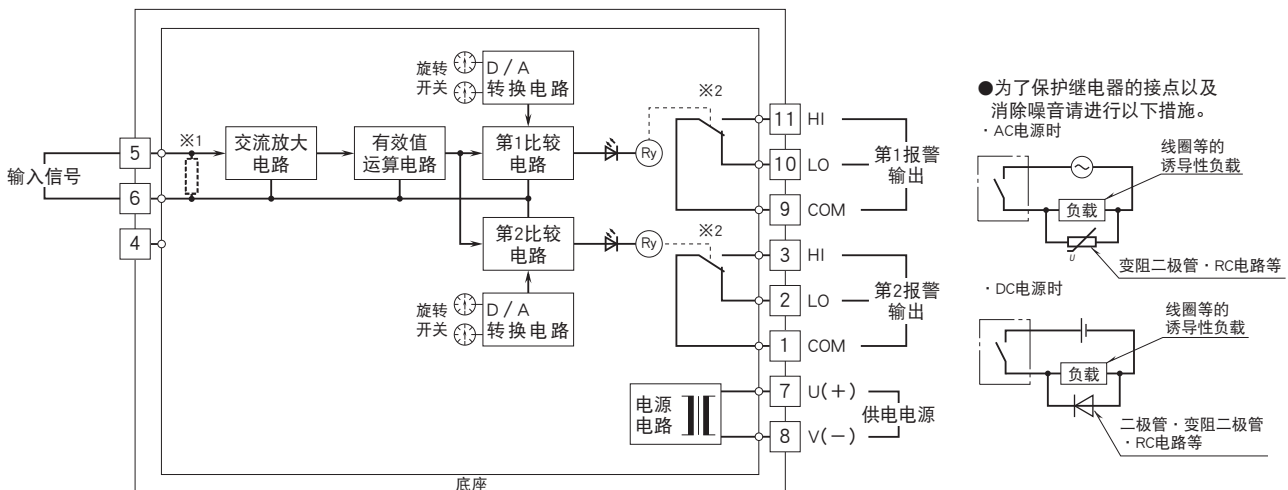 旋转
开关
D / A
转换电路
※1
5
6
4
输入信号
交流放大
电路
有效值
运算电路
第1比较
电路
Ry
※2
11 HI
10 LO
9 COM
第1报警
输出
第2比较
电路
Ry
※2
3 HI
2 LO
1 COM
第2报警
输出
旋转
开关
D / A
转换电路
电源
电路
7 U(+)
8 V(-)
供电电源
底座
●为了保护继电器的接点以及
消除噪音请进行以下措施。
・AC电源时
线圈等的
诱导性负载
负载
U
变阻二极管・RC电路等
・DC电源时
线圈等的
诱导性负载
负载
二极管・变阻二极管
・RC电路等